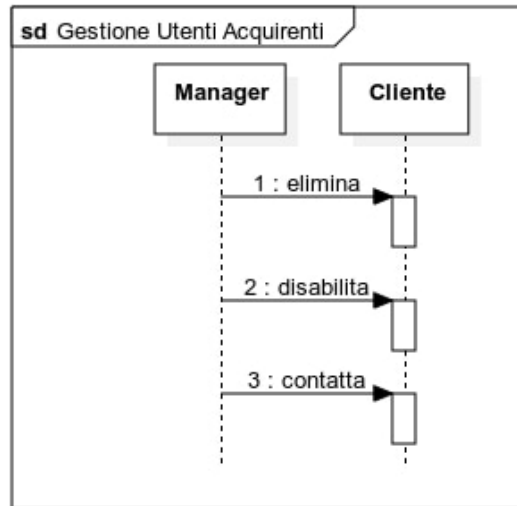 sd Gestione Utenti Acquirenti
Manager
Cliente
1 : elimina
2 : disabilita
3 : contatta